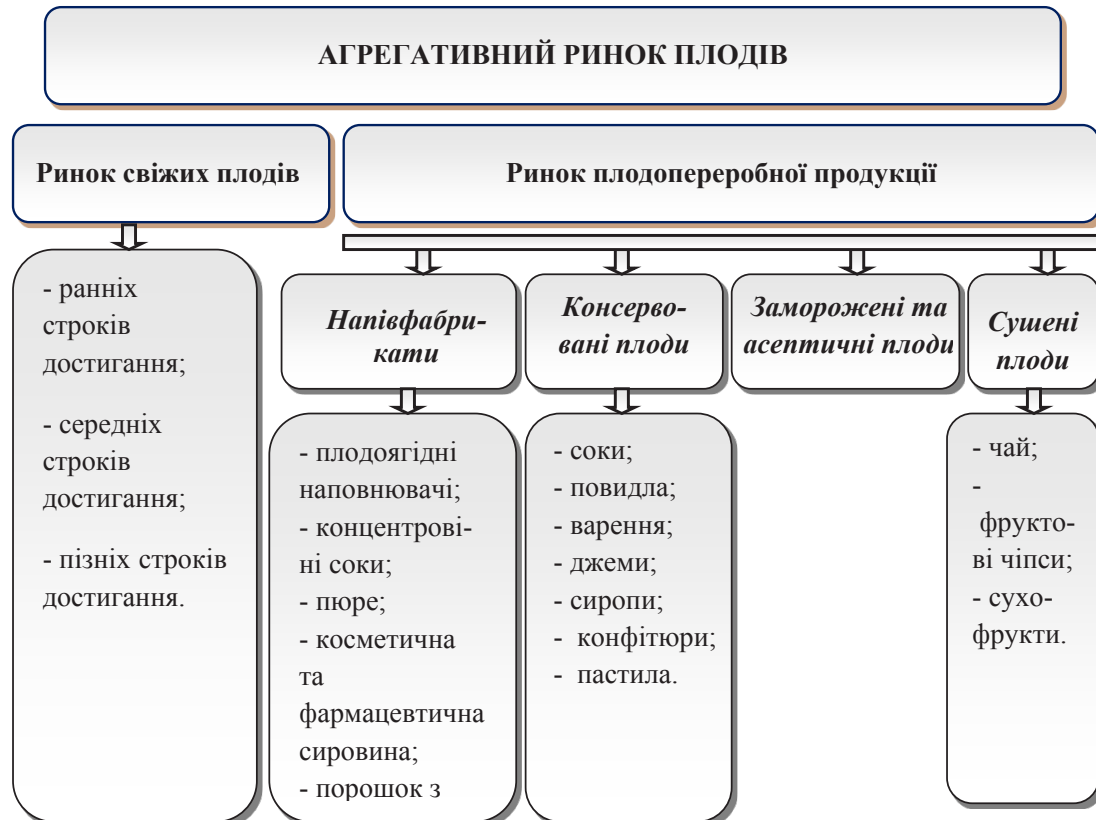 АГРЕГАТИВНИЙ РИНОК ПЛОДІВ
Ринок свіжих плодів
Ринок плодопереробної продукції
- ранніх
строків
достигання;
- середніх
строків
достигання;
- пізніх строків
достигання.
Напівфабри-
кати
Консерво-
вані плоди
Заморожені та
асептичні плоди
Сушені
плоди
- плодоягідні
наповнювачі;
- концентрові-
ні соки;
- пюре;
- косметична
та
фармацевтична
сировина;
- порошок з
- соки;
- повидла;
- варення;
- джеми;
- сиропи;
- конфітюри;
- пастила.
- чай;
-
фрукто-
ві чіпси;
- сухо-
фрукти.